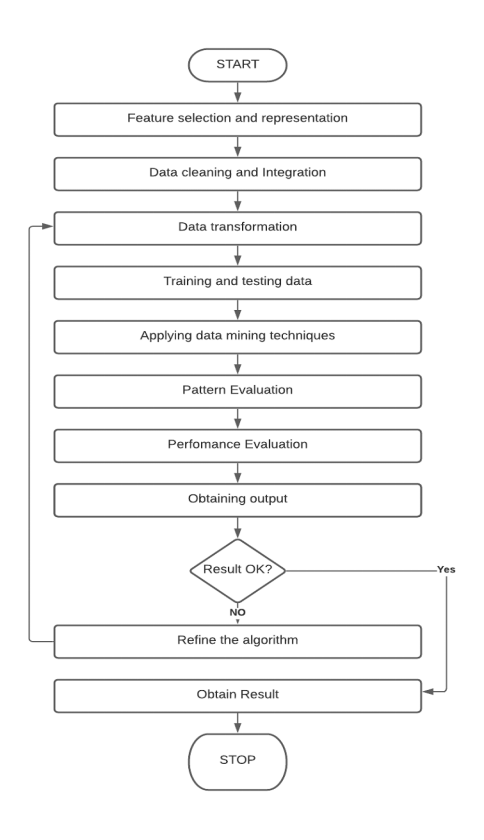 START
Feature selection and representation
Data cleaning and Integration
Data transformation
Training and testing data
Applying data mining techniques
Pattern Evaluation
Perfomance Evaluation
Obtaining output
Result OK?
Yes
NO
Refine the algorithm
Obtain Result
STOP